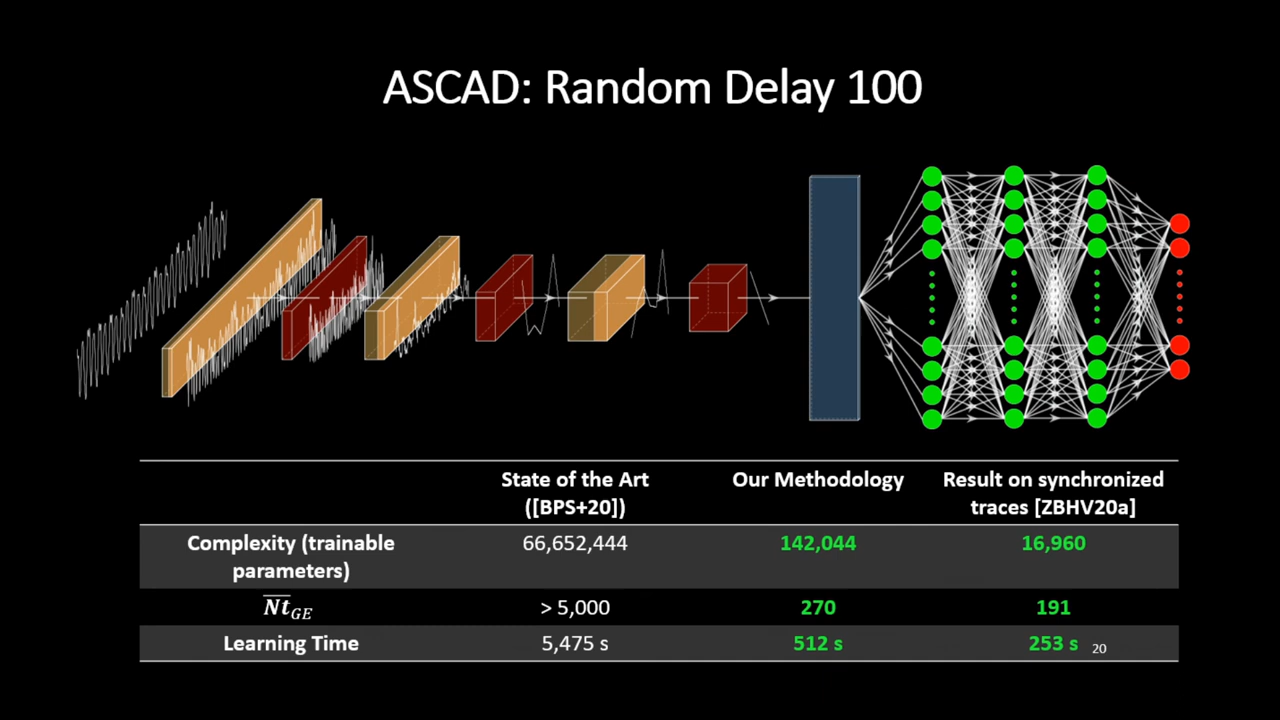 ASCAD: Random Delay 100
State of the Art Our Methodology Result on synchronized
([BPS+20]) traces [ZBHV20a]
Complexity (trainable 66,652,444 142,044 16,960
parameters)
N̅t̅_GE > 5,000 270 191
Learning Time 5,475 s 512 s 253 s
20